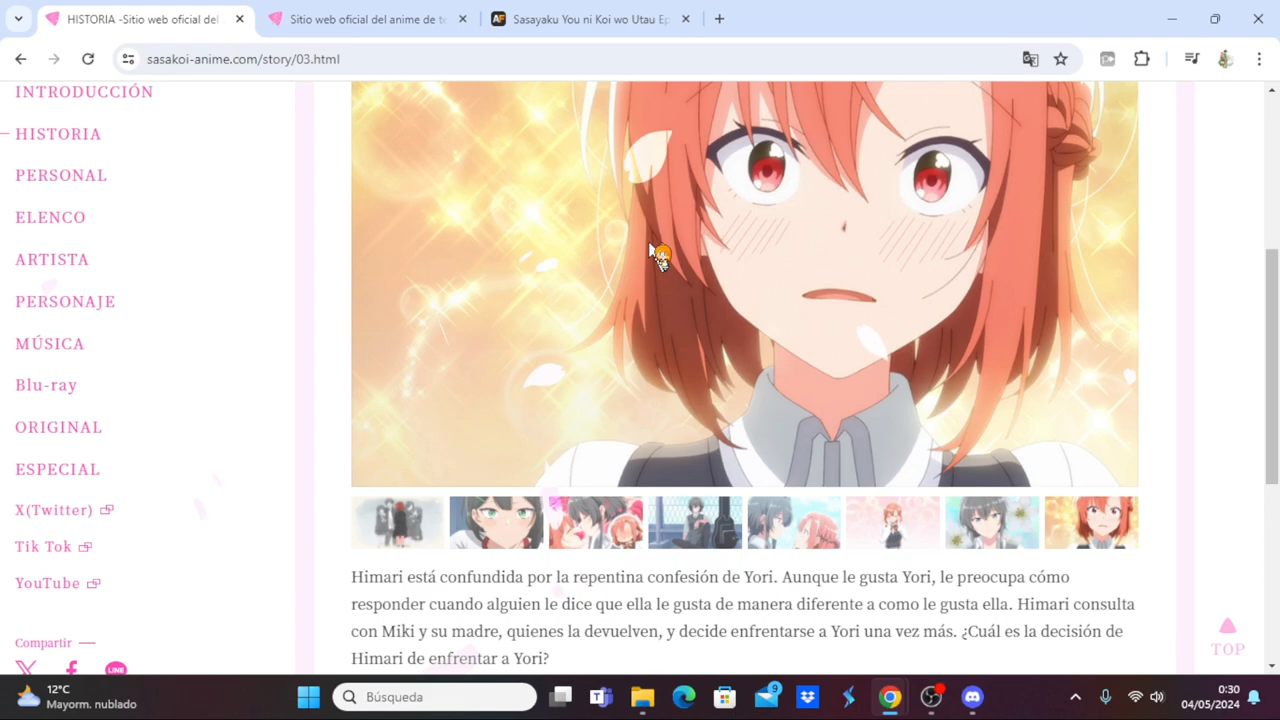 HISTORIA -Sitio web oficial del
Sitio web oficial del anime de te
AF
Sasayaku You ni Koi wo Utau Ep
sasakoi-anime.com/story/03.html
INTRODUCCIÓN
HISTORIA
PERSONAL
ELENCO
ARTISTA
PERSONAJE
MÚSICA
Blu-ray
ORIGINAL
ESPECIAL
X(Twitter)
Tik Tok
YouTube
Compartir
LINE
Himari está confundida por la repentina confesión de Yori. Aunque le gusta Yori, le preocupa cómo
responder cuando alguien le dice que ella le gusta de manera diferente a como le gusta ella. Himari consulta
con Miki y su madre, quienes la devuelven, y decide enfrentarse a Yori una vez más. ¿Cuál es la decisión de
Himari de enfrentar a Yori?
TOP
12°C
Mayorm. nublado
Búsqueda
9
0:30
04/05/2024